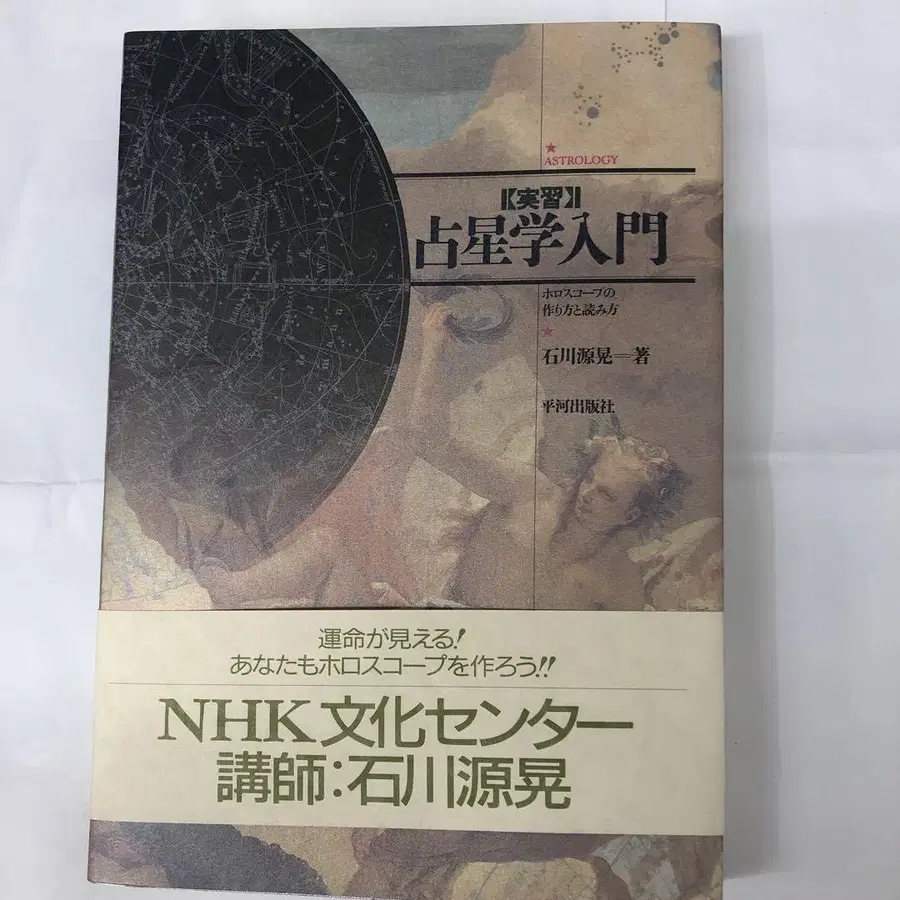 ★
ASTROLOGY
【実習】
占星学入門
ホロスコープの
作り方と読み方
★
石川源晃=著
平河出版社
運命が見える!
あなたもホロスコープを作ろう!!
NHK文化センター
講師:石川源晃